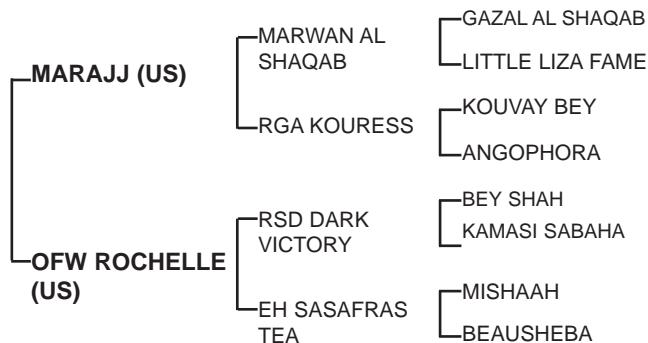 MARAJJ (US)
MARWAN AL
SHAQAB
GAZAL AL SHAQAB
LITTLE LIZA FAME
RGA KOURESS
KOUVAY BEY
ANGOPHORA
OFW ROCHELLE
(US)
RSD DARK
VICTORY
BEY SHAH
KAMASI SABAHA
EH SASAFRAS
TEA
MISHAAH
BEAUSHEBA